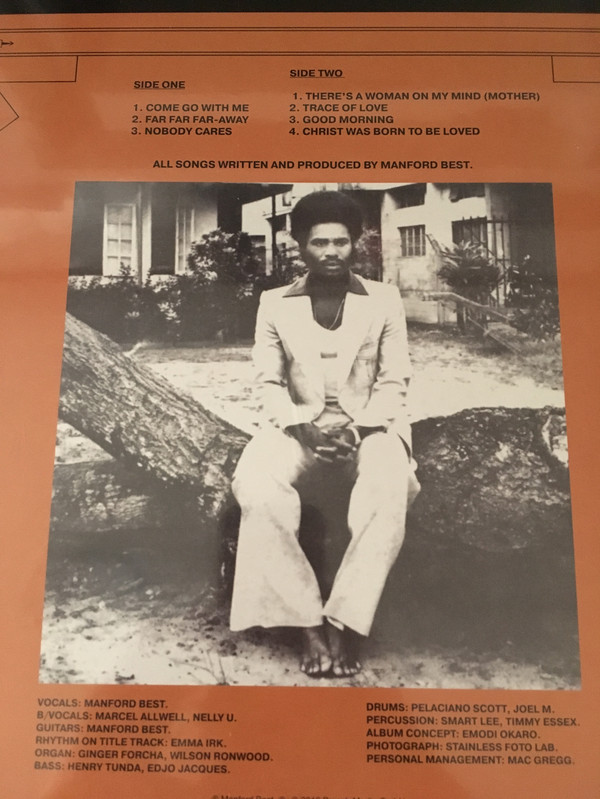 SIDE ONE
1. COME GO WITH ME
2. FAR FAR FAR-AWAY
3. NOBODY CARES
SIDE TWO
1. THERE'S A WOMAN ON MY MIND (MOTHER)
2. TRACE OF LOVE
3. GOOD MORNING
4. CHRIST WAS BORN TO BE LOVED
ALL SONGS WRITTEN AND PRODUCED BY MANFORD BEST.
VOCALS: MANFORD BEST.
B/VOCALS: MARCEL ALLWELL, NELLY U.
GUITARS: MANFORD BEST.
RHYTHM ON TITLE TRACK: EMMA IRK.
ORGAN: GINGER FORCHA, WILSON RONWOOD.
BASS: HENRY TUNDA, EDJO JACQUES.
DRUMS: PELACIANO SCOTT, JOEL M.
PERCUSSION: SMART LEE, TIMMY ESSEX.
ALBUM CONCEPT: EMODI OKARO.
PHOTOGRAPH: STAINLESS FOTO LAB.
PERSONAL MANAGEMENT: MAC GREGG.